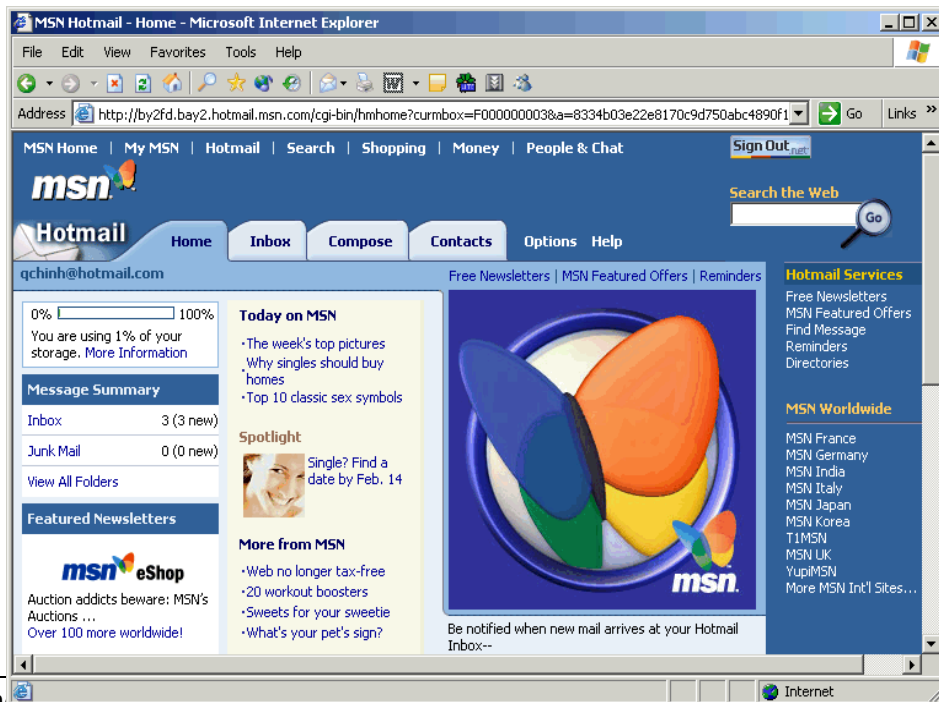 MSN Hotmail - Home - Microsoft Internet Explorer
File Edit View Favorites Tools Help
Address http://by2fd.bay2.hotmail.msn.com/cgi-bin/hmhome?curmbox=F000000003&a=8334b03e22e8170c9d750abc4890f1 Go Links »
MSN Home | My MSN | Hotmail | Search | Shopping | Money | People & Chat
Sign Out .net
msn
Search the Web
Go
Hotmail Home Inbox Compose Contacts Options Help
qchinh@hotmail.com
Free Newsletters | MSN Featured Offers | Reminders
0% 100%
You are using 1% of your
storage. More Information
Message Summary
Inbox 3 (3 new)
Junk Mail 0 (0 new)
View All Folders
Featured Newsletters
msn eShop
Auction addicts beware: MSN's
Auctions ...
Over 100 more worldwide!
Today on MSN
·The week's top pictures
·Why singles should buy
homes
·Top 10 classic sex symbols
Spotlight
Single? Find a
date by Feb. 14
More from MSN
·Web no longer tax-free
·20 workout boosters
·Sweets for your sweetie
·What's your pet's sign?
msn
Be notified when new mail arrives at your Hotmail
Inbox--
Hotmail Services
Free Newsletters
MSN Featured Offers
Find Message
Reminders
Directories
MSN Worldwide
MSN France
MSN Germany
MSN India
MSN Italy
MSN Japan
MSN Korea
T1MSN
MSN UK
YupiMSN
More MSN Int'l Sites...
Internet